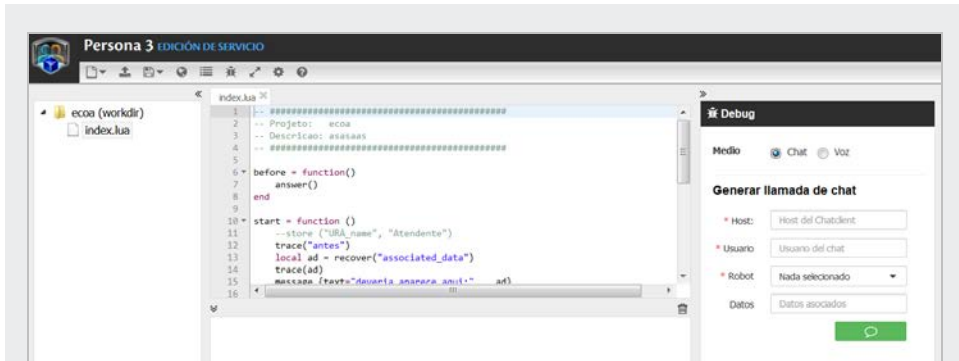 Persona 3 EDICIÓN DE SERVICIO
ecoa (workdir)
index.lua
index.lua
1 -- ############################################
2 -- Projeto: ecoa
3 -- Descricao: asasaas
4 -- ############################################
5
6 before = function()
7 answer()
8 end
9
10 start = function ()
11 --store ("URA_name", "Atendente")
12 trace("antes")
13 local ad = recover("associated_data")
14 trace(ad)
15 message {text="deveria aparece aqui:" .. ad}
16
Debug
Medio Chat Voz
Generar llamada de chat
* Host: Host del Chatclient
* Usuario Usuario del chat
* Robot Nada selecionado
Datos Datos asociados